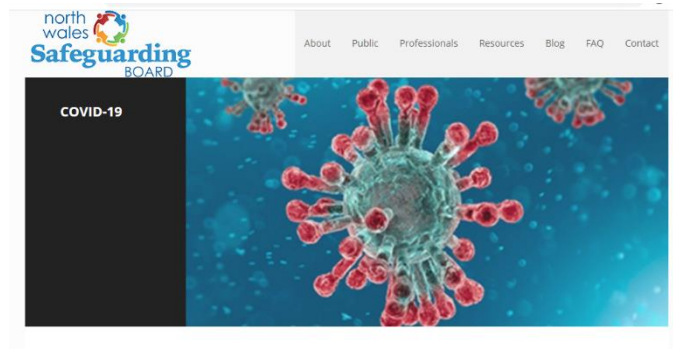 north
wales
Safeguarding
BOARD
About Public Professionals Resources Blog FAQ Contact
COVID-19